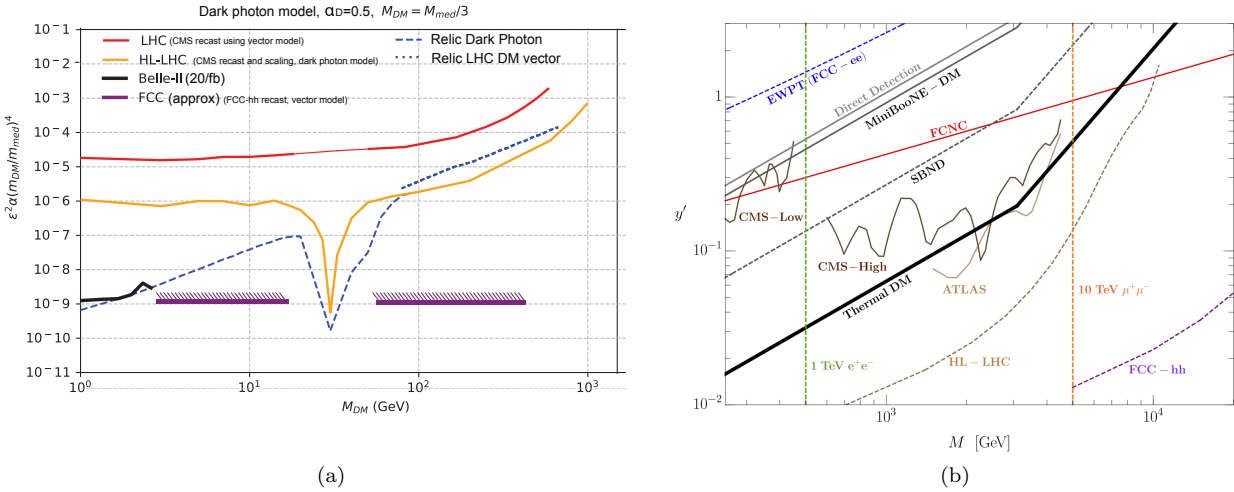 Dark photon model, αD=0.5, M_DM = M_med/3
LHC (CMS recast using vector model)
HL-LHC (CMS recast and scaling, dark photon model)
Belle-II (20/fb)
FCC (approx) (FCC-hh recast, vector model)
Relic Dark Photon
Relic LHC DM vector
ε²α(m_DM/m_med)⁴
10⁻¹
10⁻²
10⁻³
10⁻⁴
10⁻⁵
10⁻⁶
10⁻⁷
10⁻⁸
10⁻⁹
10⁻¹⁰
10⁻¹¹
10⁰ 10¹ 10² 10³
M_DM (GeV)
(a)
EWPT (FCC−ee)
Direct Detection
MiniBooNE−DM
FCNC
SBND
CMS−Low
CMS−High
Thermal DM
ATLAS
10 TeV μ⁺μ⁻
1 TeV e⁺e⁻
HL−LHC
FCC−hh
y′
1
10⁻¹
10⁻²
10³ 10⁴
M [GeV]
(b)